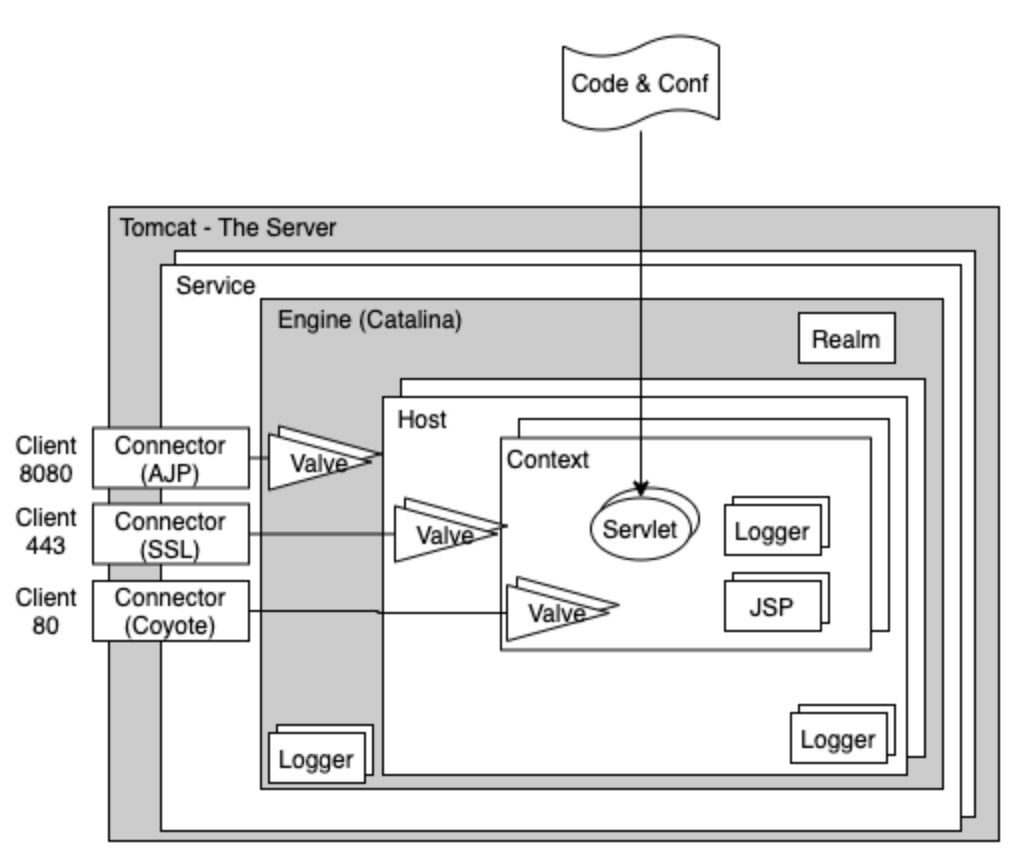 Code & Conf
Tomcat - The Server
Service
Engine (Catalina)
Realm
Host
Context
Client
8080
Connector
(AJP)
Valve
Client
443
Connector
(SSL)
Valve
Servlet
Logger
Client
80
Connector
(Coyote)
Valve
JSP
Logger
Logger